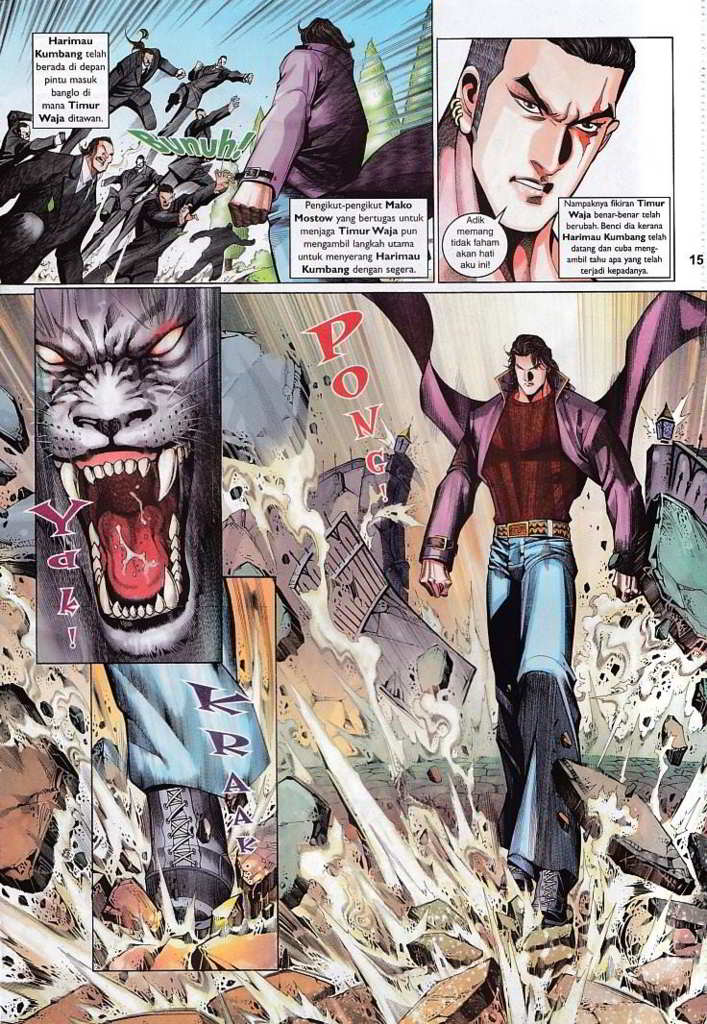 Harimau
Kumbang telah
berada di depan
pintu masuk
banglo di
mana Timur
Waja ditawan.
Bunuh!
Pengikut-pengikut Mako
Mostow yang bertugas untuk
menjaga Timur Waja pun
mengambil langkah utama
untuk menyerang Harimau
Kumbang dengan segera.
Adik
memang
tidak faham
akan hati
aku ini!
Nampaknya fikiran Timur
Waja benar-benar telah
berubah. Benci dia kerana
Harimau Kumbang telah
datang dan cuba meng-
ambil tahu apa yang telah
terjadi kepadanya.
15
PONG!
Yak!
KRAAK